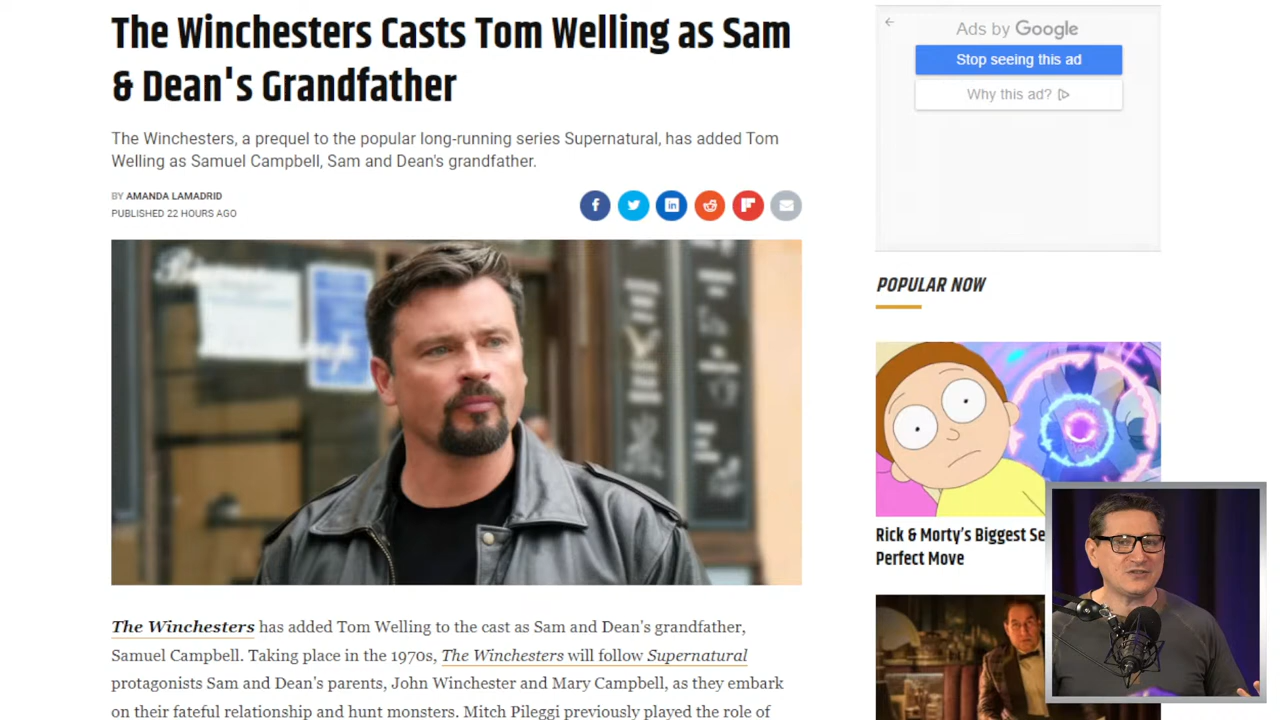 The Winchesters Casts Tom Welling as Sam
& Dean's Grandfather
The Winchesters, a prequel to the popular long-running series Supernatural, has added Tom
Welling as Samuel Campbell, Sam and Dean's grandfather.
BY AMANDA LAMADRID
PUBLISHED 22 HOURS AGO
The Winchesters has added Tom Welling to the cast as Sam and Dean's grandfather,
Samuel Campbell. Taking place in the 1970s, The Winchesters will follow Supernatural
protagonists Sam and Dean's parents, John Winchester and Mary Campbell, as they embark
on their fateful relationship and hunt monsters. Mitch Pileggi previously played the role of
Ads by Google
Stop seeing this ad
Why this ad?
POPULAR NOW
Rick & Morty's Biggest Se
Perfect Move